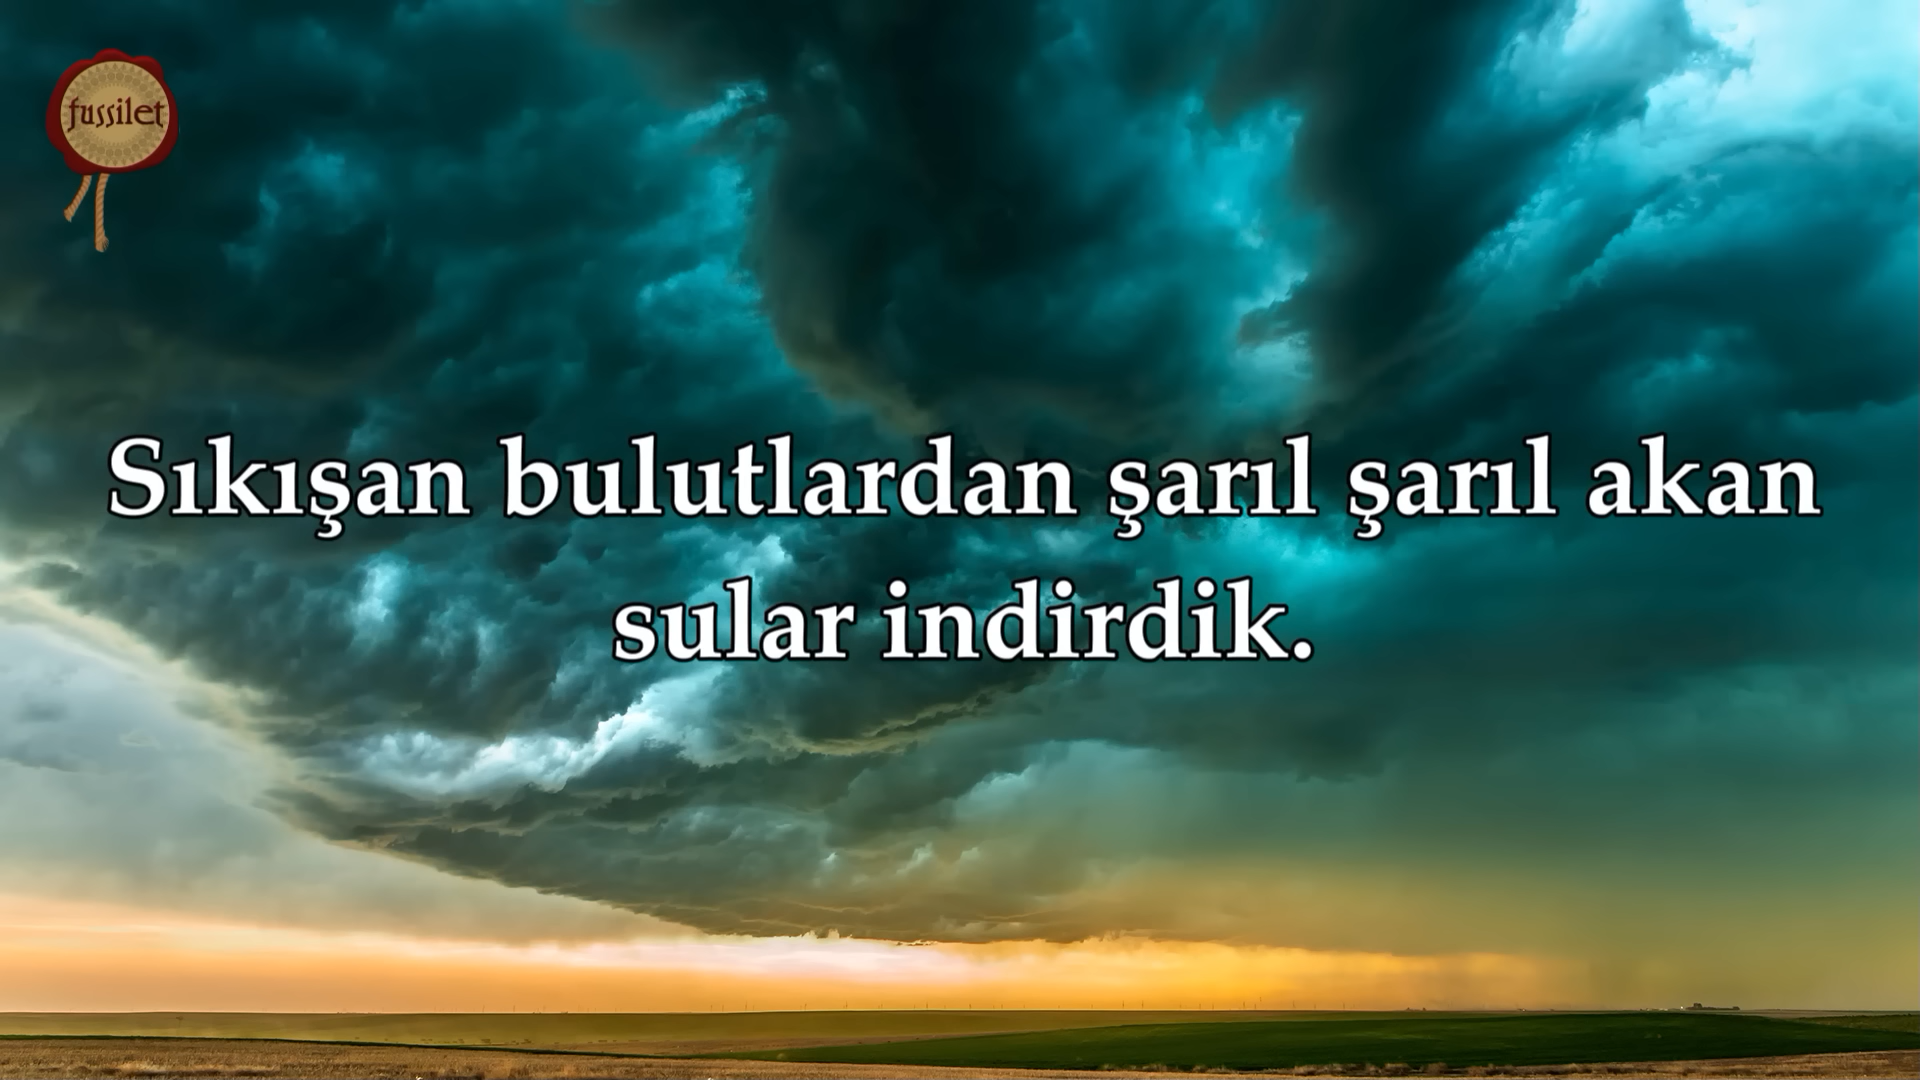 fussilet
Sıkışan bulutlardan şarıl şarıl akan
sular indirdik.